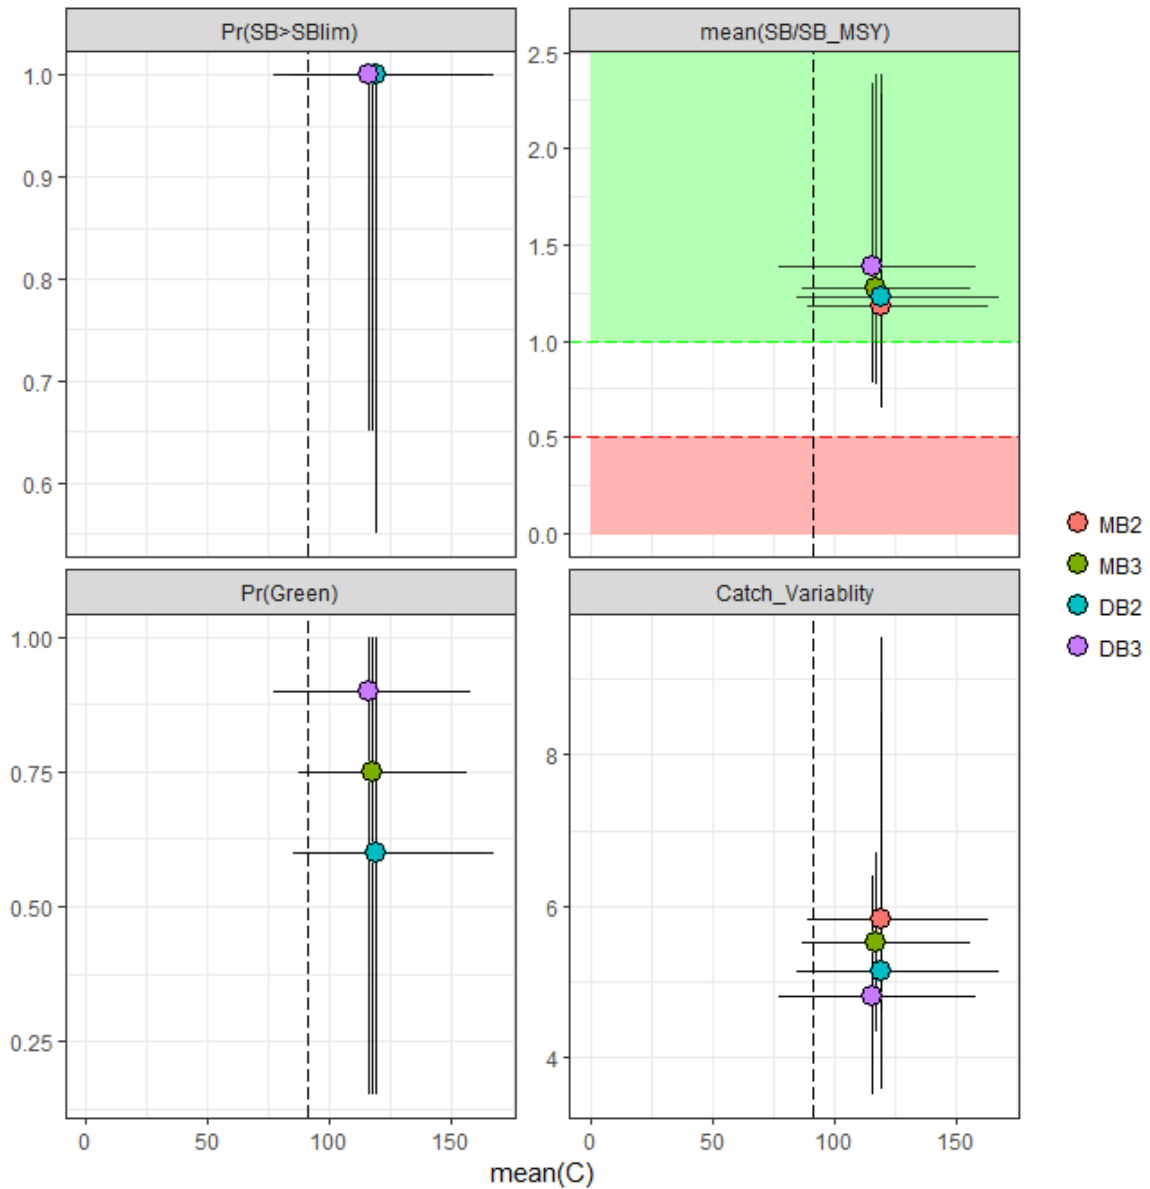 Pr(SB>SBlim)
mean(SB/SB_MSY)
1.0
0.9
0.8
0.7
0.6
2.5
2.0
1.5
1.0
0.5
0.0
Pr(Green)
Catch_Variablity
1.00
0.75
0.50
0.25
8
6
4
0 50 100 150
0 50 100 150
mean(C)
MB2
MB3
DB2
DB3